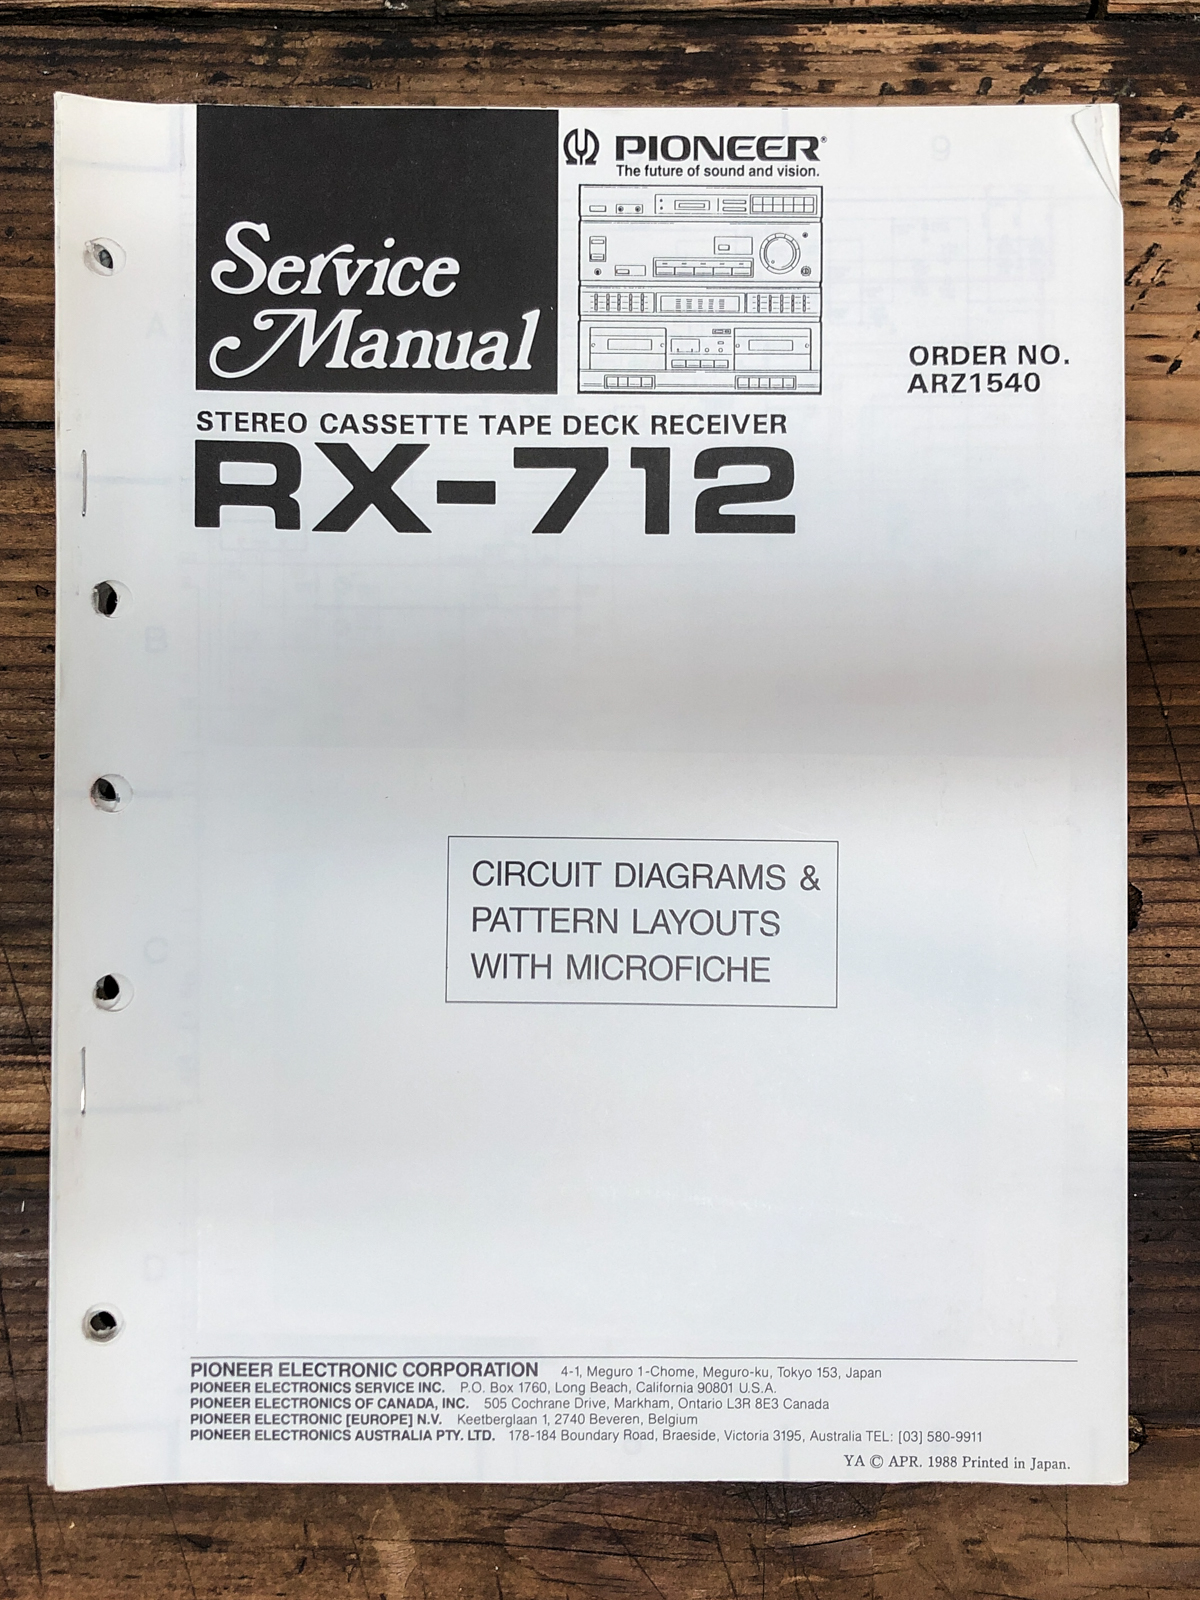 Service
Manual
PIONEER®
The future of sound and vision.
ORDER NO.
ARZ1540
STEREO CASSETTE TAPE DECK RECEIVER
RX-712
CIRCUIT DIAGRAMS &
PATTERN LAYOUTS
WITH MICROFICHE
PIONEER ELECTRONIC CORPORATION 4-1, Meguro 1-Chome, Meguro-ku, Tokyo 153, Japan
PIONEER ELECTRONICS SERVICE INC. P.O. Box 1760, Long Beach, California 90801 U.S.A.
PIONEER ELECTRONICS OF CANADA, INC. 505 Cochrane Drive, Markham, Ontario L3R 8E3 Canada
PIONEER ELECTRONIC [EUROPE] N.V. Keetberglaan 1, 2740 Beveren, Belgium
PIONEER ELECTRONICS AUSTRALIA PTY. LTD. 178-184 Boundary Road, Braeside, Victoria 3195, Australia TEL: [03] 580-9911
YA © APR. 1988 Printed in Japan.